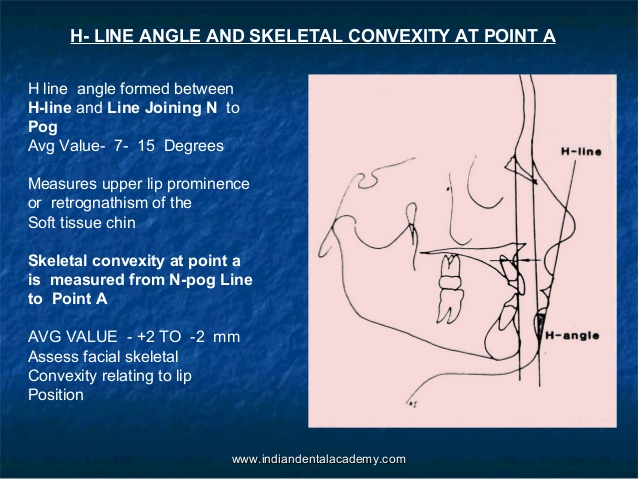 H- LINE ANGLE AND SKELETAL CONVEXITY AT POINT A
H line angle formed between
H-line and Line Joining N to
Pog
Avg Value- 7- 15 Degrees
Measures upper lip prominence
or retrognathism of the
Soft tissue chin
Skeletal convexity at point a
is measured from N-pog Line
to Point A
AVG VALUE - +2 TO -2 mm
Assess facial skeletal
Convexity relating to lip
Position
H-line
H-angle
www.indiandentalacademy.com